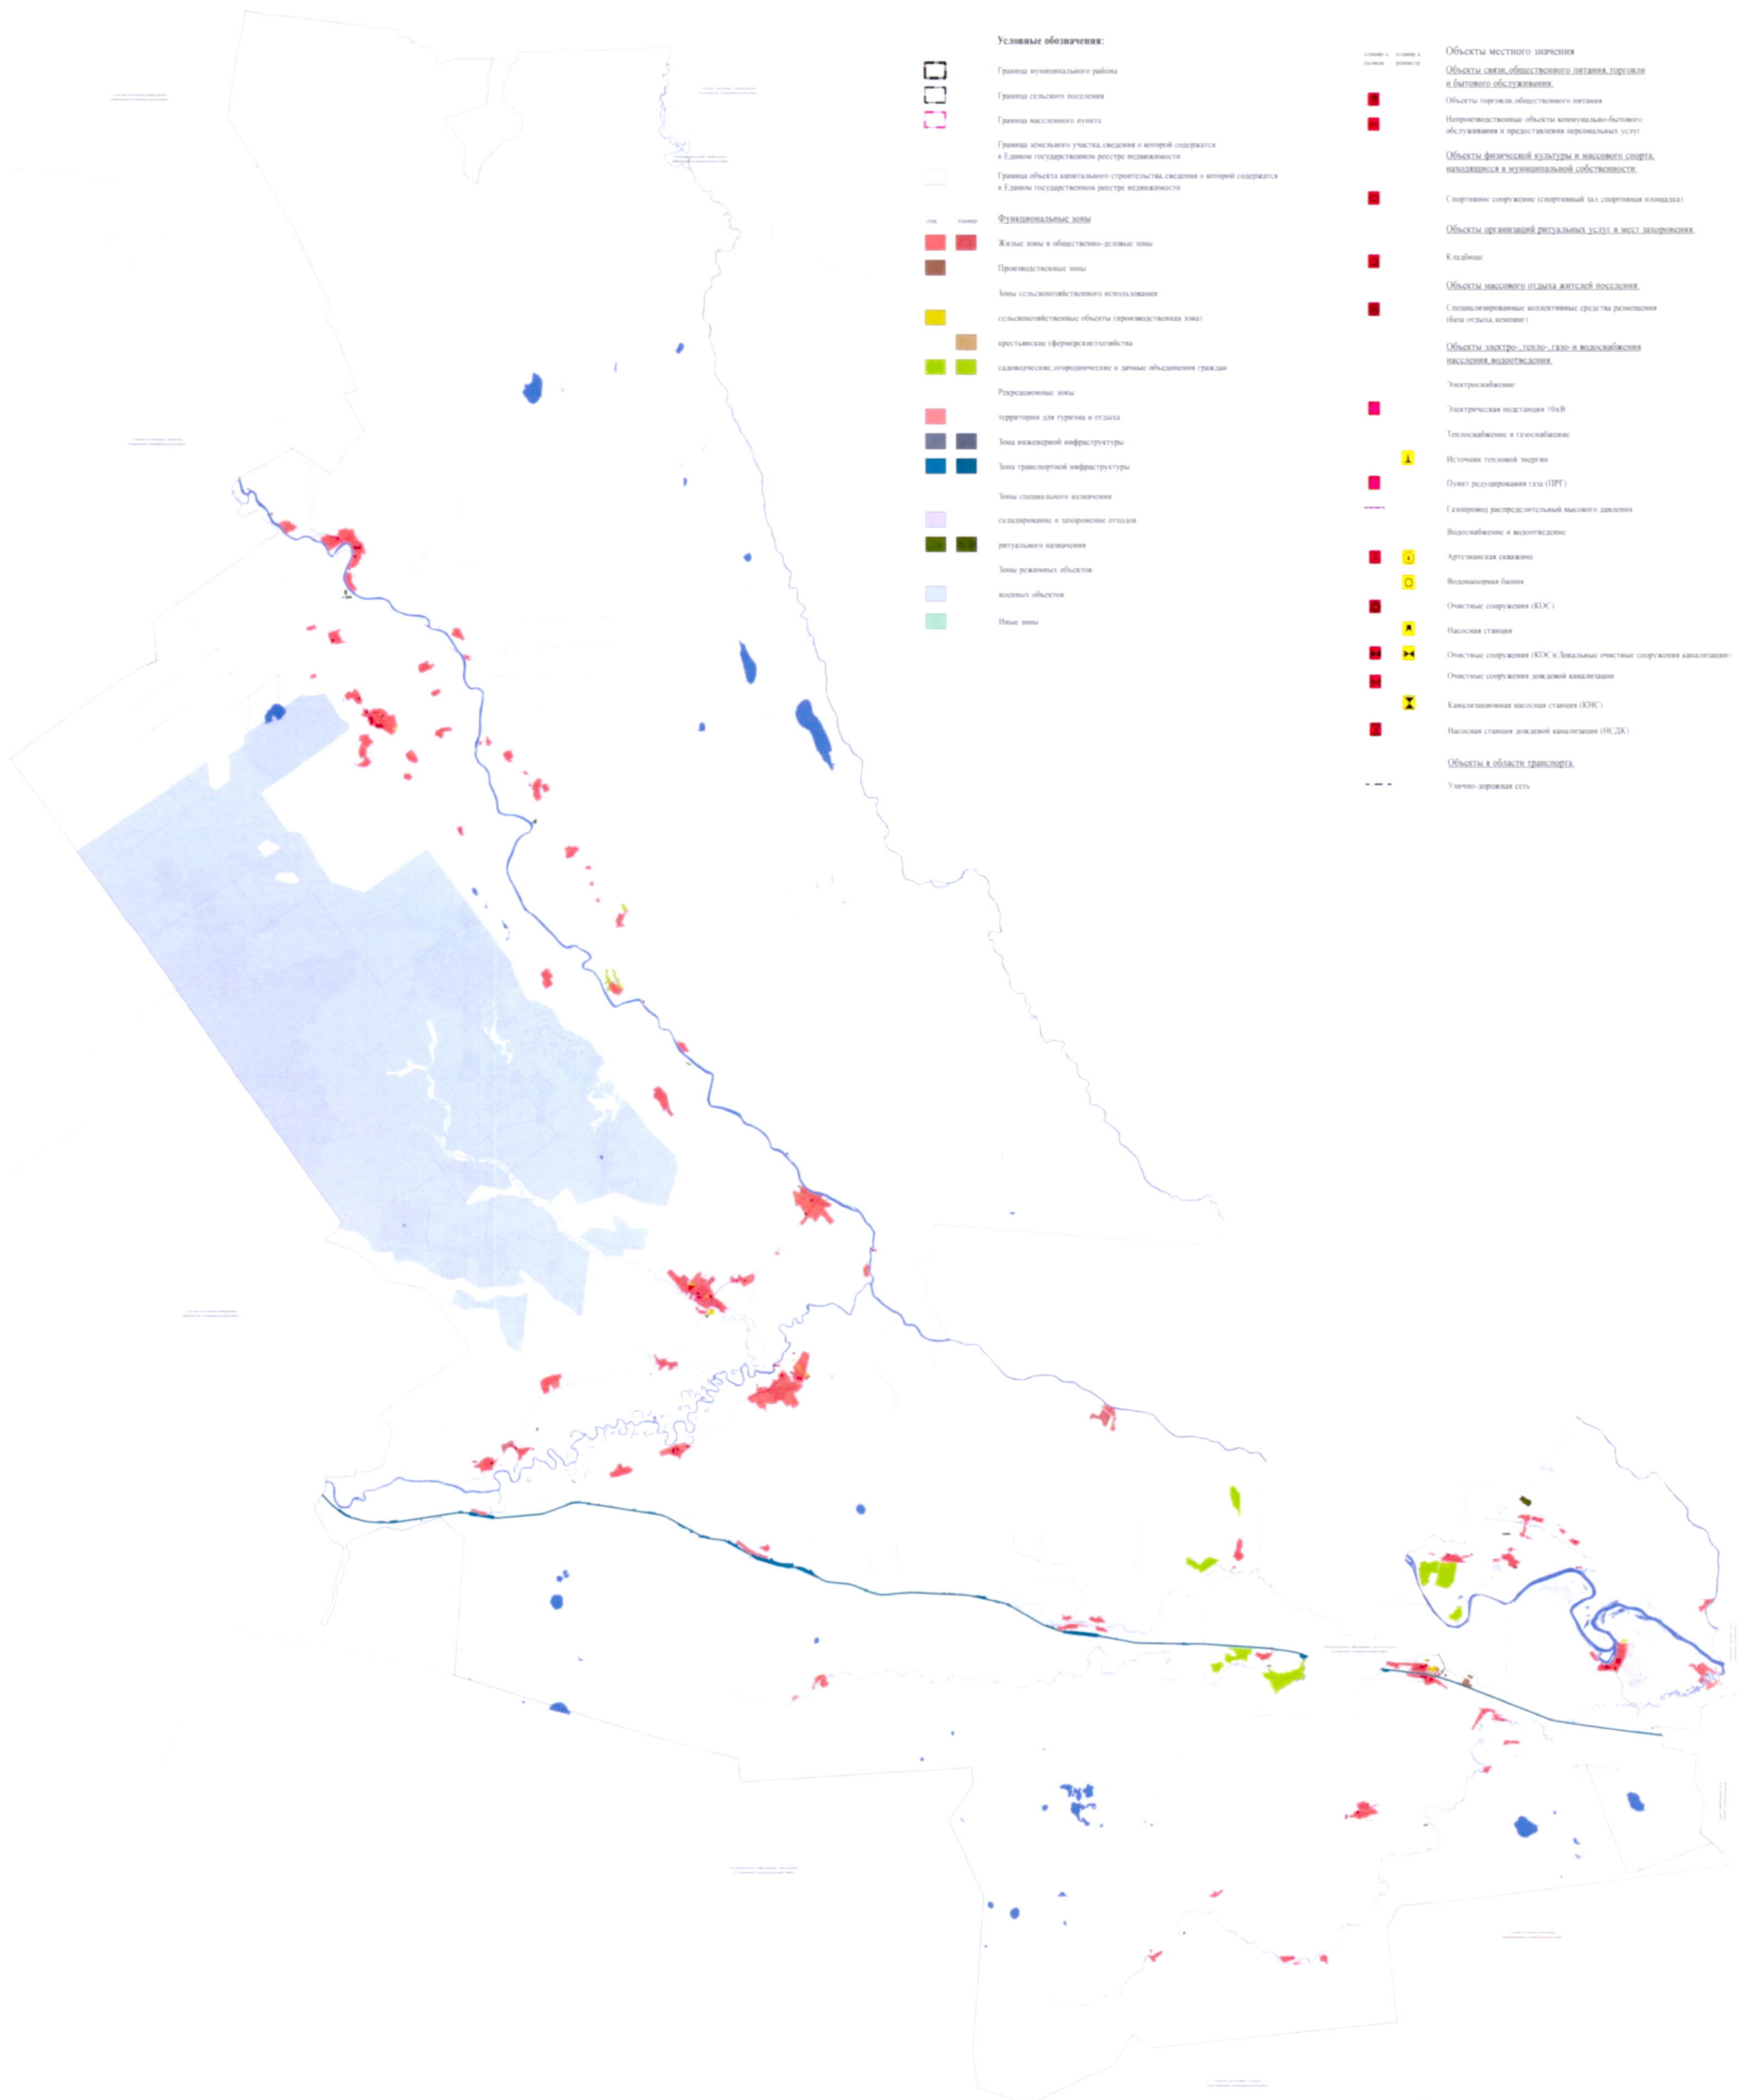 Условные обозначения:
Граница муниципального района
Граница сельского поселения
Граница населенного пункта
Граница земельного участка, сведения о которой содержатся
в Едином государственном реестре недвижимости
Граница объекта капитального строительства, сведения о которой содержатся
в Едином государственном реестре недвижимости
Функциональные зоны
Жилые зоны и общественно-деловые зоны
Производственные зоны
Зоны сельскохозяйственного использования
сельскохозяйственные объекты (производственная зона)
крестьянские (фермерские) хозяйства
садоводческие, огороднические и дачные объединения граждан
Рекреационные зоны
территории для туризма и отдыха
Зона инженерной инфраструктуры
Зона транспортной инфраструктуры
Зоны специального назначения
складирование и захоронение отходов
ритуального назначения
Зоны режимных объектов
военных объектов
Иные зоны
Объекты местного значения
Объекты связи, общественного питания, торговли
и бытового обслуживания
Объекты торговли, общественного питания
Непроизводственные объекты коммунально-бытового
обслуживания и предоставления персональных услуг
Объекты физической культуры и массового спорта,
находящиеся в муниципальной собственности
Спортивное сооружение (спортивный зал, спортивная площадка)
Объекты организаций ритуальных услуг и мест захоронения
Кладбище
Объекты массового отдыха жителей поселения
Специализированные коллективные средства размещения
(база отдыха, кемпинг)
Объекты электро-, тепло-, газо- и водоснабжения
населения, водоотведения
Электроснабжение
Электрическая подстанция 10кВ
Теплоснабжение и газоснабжение
Источник тепловой энергии
Пункт редуцирования газа (ПРГ)
Газопровод распределительный высокого давления
Водоснабжение и водоотведение
Артезианская скважина
Водонапорная башня
Очистные сооружения (КОС)
Насосная станция
Очистные сооружения (КОС)(Локальные очистные сооружения канализации)
Очистные сооружения дождевой канализации
Канализационная насосная станция (КНС)
Насосная станция дождевой канализации (НСДК)
Объекты в области транспорта
Улично-дорожная сеть